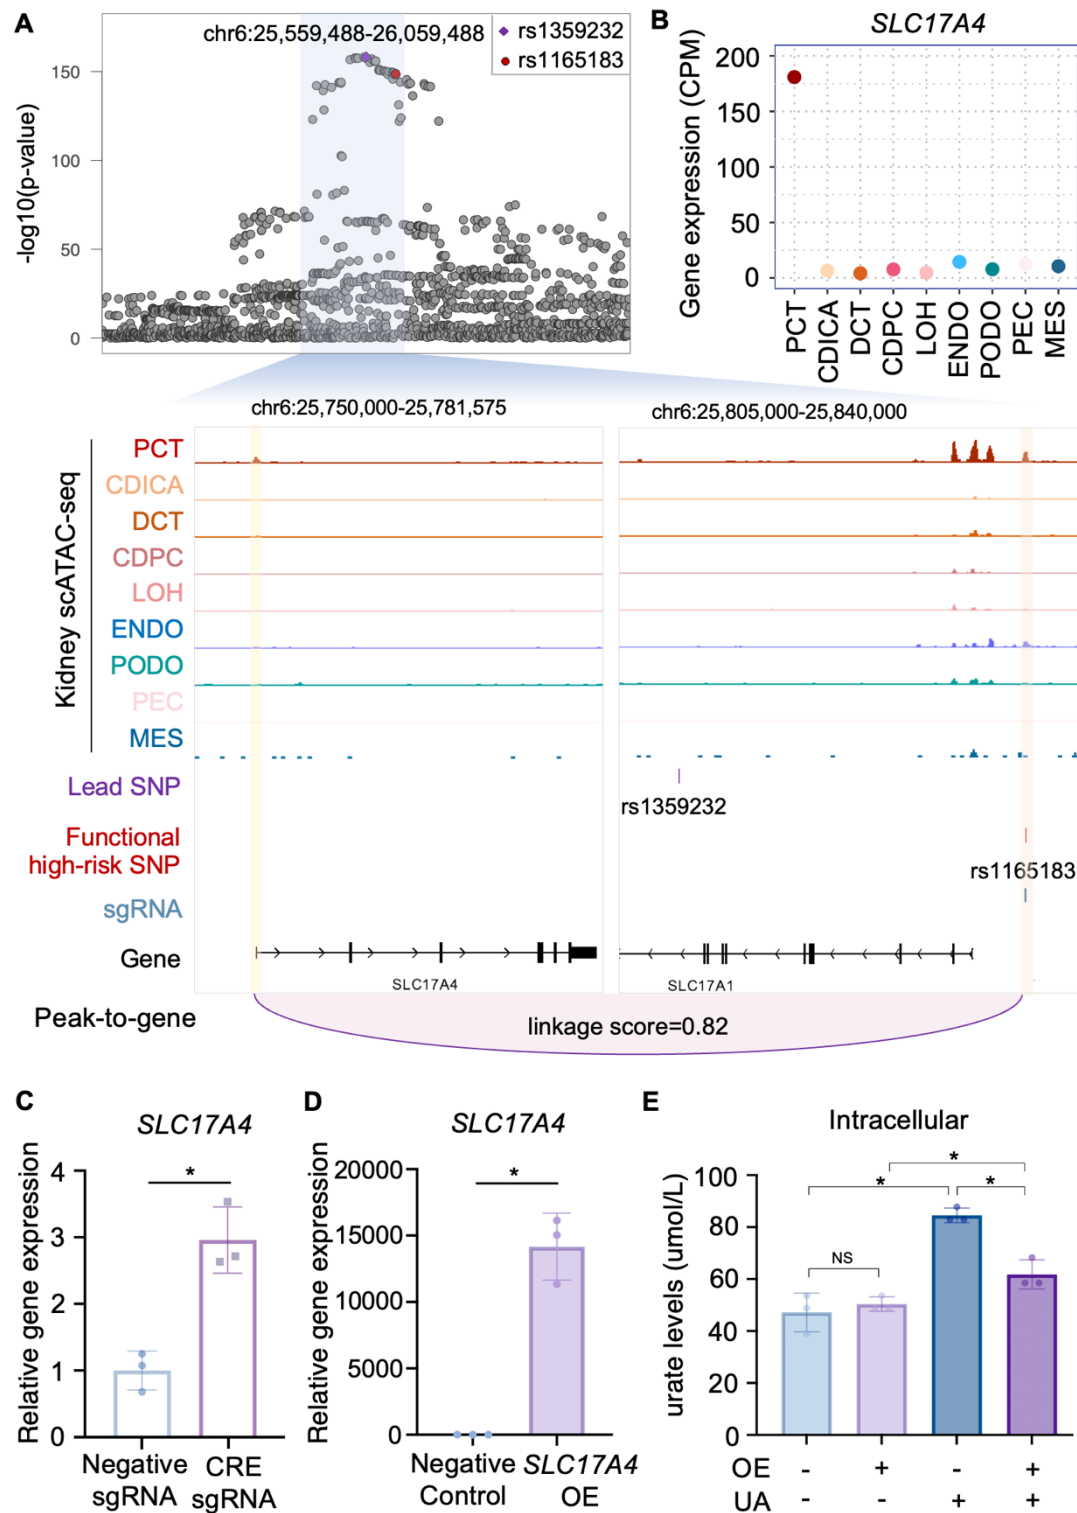 A
chr6:25,559,488-26,059,488
rs1359232
rs1165183
-log10(p-value)
150
100
50
0
B
SLC17A4
Gene expression (CPM)
200
150
100
50
0
PCT
CDICA
DCT
CDPC
LOH
ENDO
PODO
PEC
MES
chr6:25,750,000-25,781,575
chr6:25,805,000-25,840,000
Kidney scATAC-seq
PCT
CDICA
DCT
CDPC
LOH
ENDO
PODO
PEC
MES
Lead SNP
rs1359232
Functional
high-risk SNP
rs1165183
sgRNA
Gene
SLC17A4
SLC17A1
Peak-to-gene
linkage score=0.82
C
SLC17A4
Relative gene expression
4
3
2
1
0
*
Negative
sgRNA
CRE
sgRNA
D
SLC17A4
Relative gene expression
20000
15000
10000
5000
0
*
Negative
Control
SLC17A4
OE
E
Intracellular
urate levels (umol/L)
100
80
60
40
20
0
*
*
*
NS
OE - + - +
UA - - + +